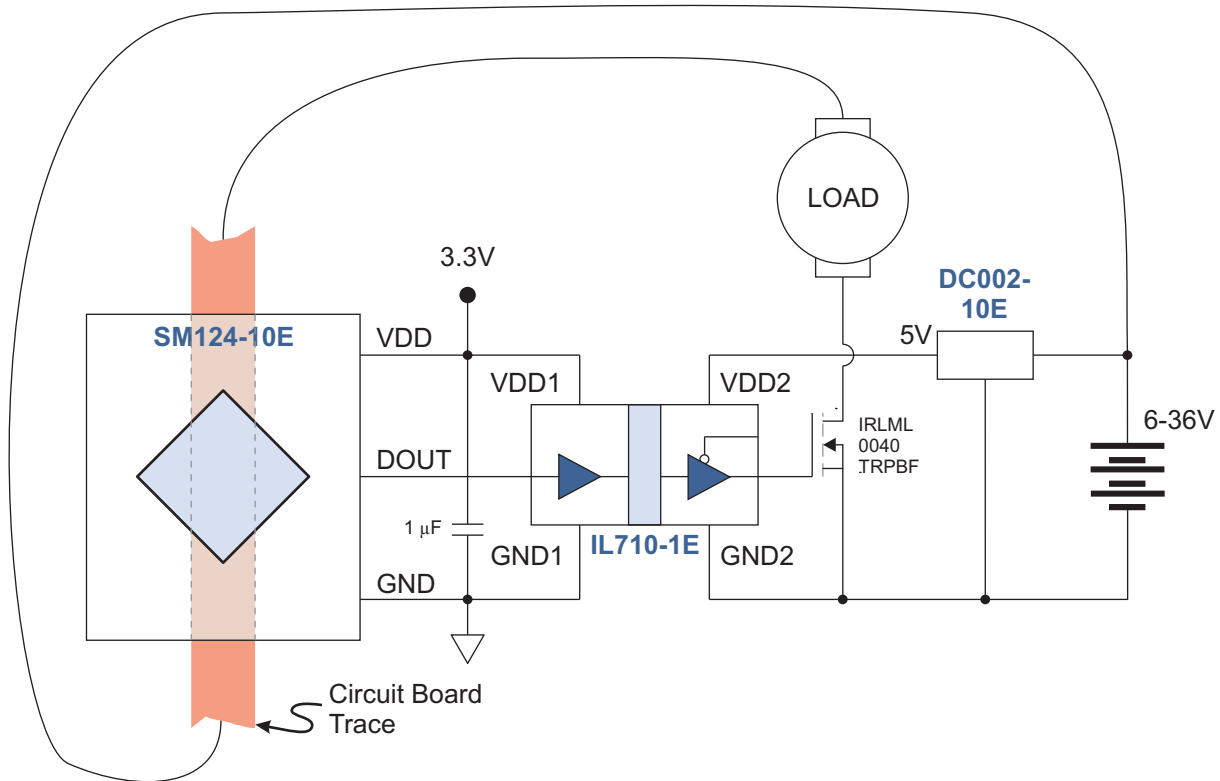 LOAD
3.3V
DC002-
10E
SM124-10E
VDD
5V
VDD1
VDD2
6-36V
IRLML
0040
TRPBF
DOUT
1 μF
GND1
IL710-1E
GND2
GND
Circuit Board
Trace